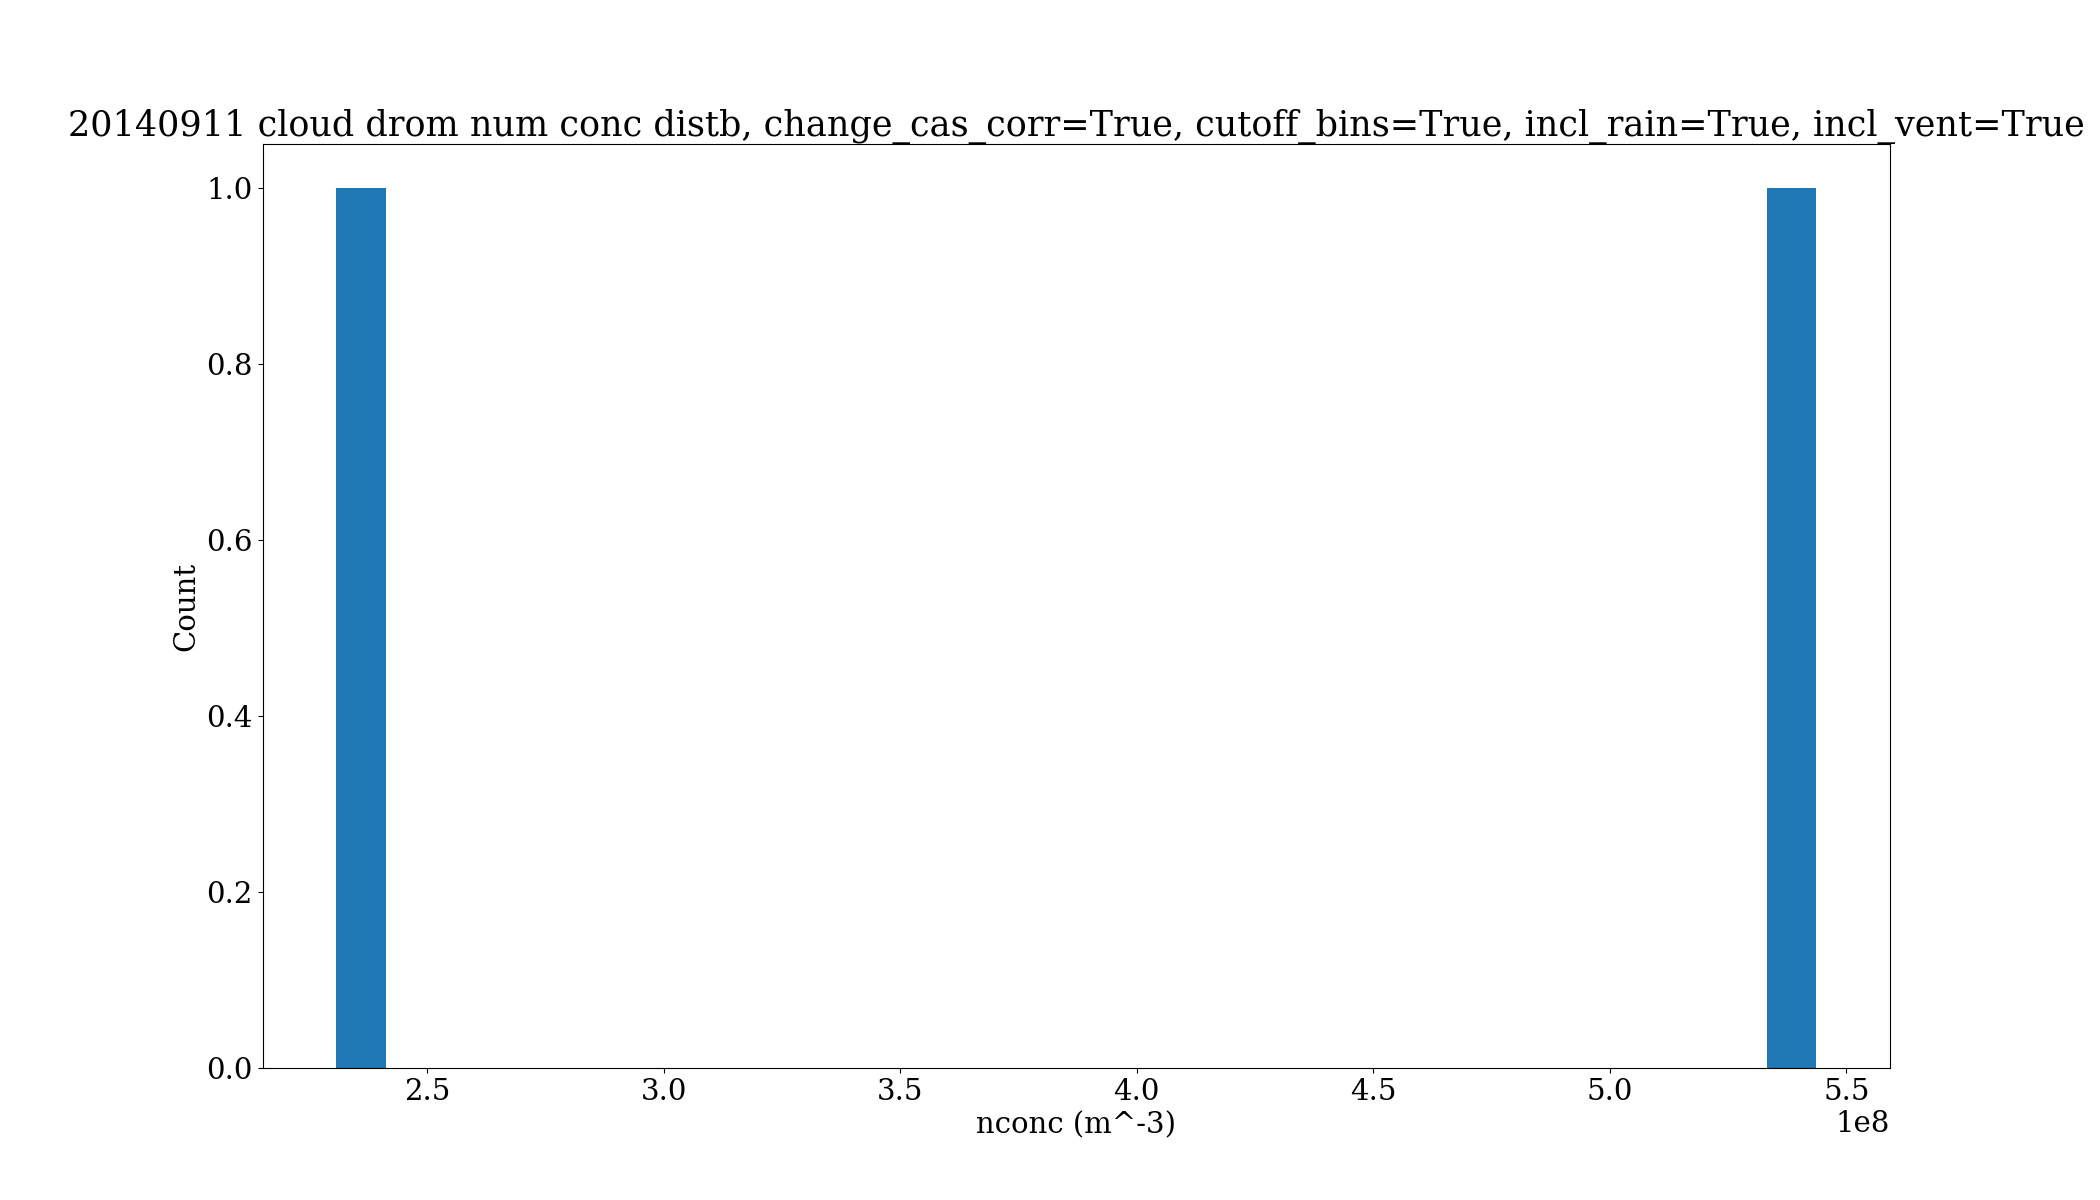 20140911 cloud drom num conc distb, change_cas_corr=True, cutoff_bins=True, incl_rain=True, incl_vent=True
1.0
0.8
0.6
0.4
0.2
0.0
Count
2.5 3.0 3.5 4.0 4.5 5.0 5.5
nconc (m^-3)
1e8